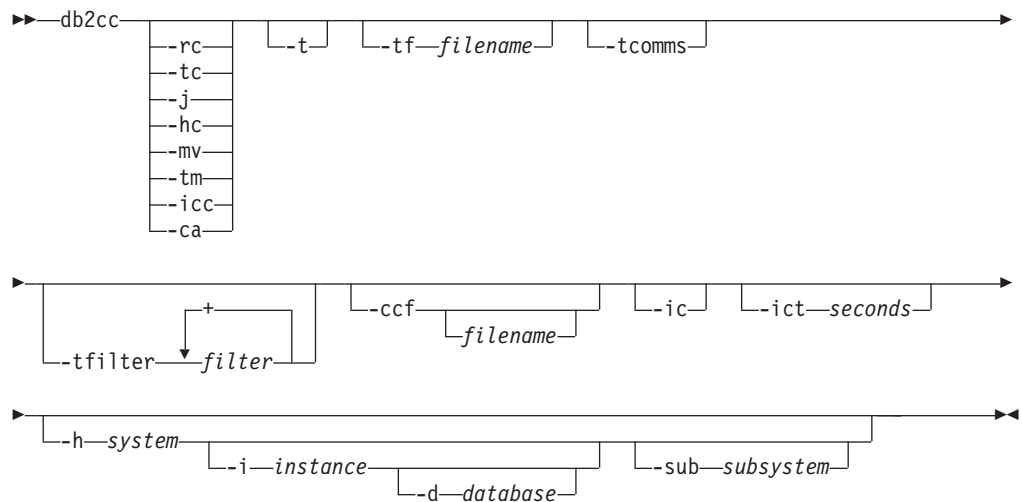 db2cc
-rc
-tc
-j
-hc
-mv
-tm
-icc
-ca
-t
-tf filename
-tcomms
-tfilter filter
+
-ccf
filename
-ic
-ict seconds
-h system
-i instance
-d database
-sub subsystem